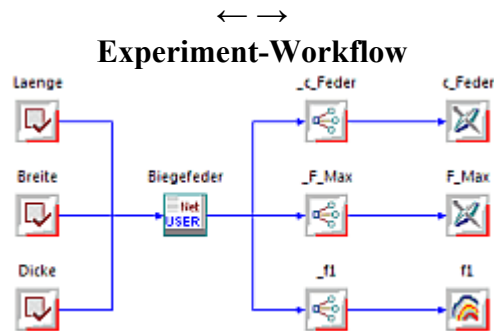 ← →
Experiment-Workflow
Laenge _c_Feder c_Feder
Breite Biegefeder _F_Max F_Max
Net
USER
Dicke _f1 f1